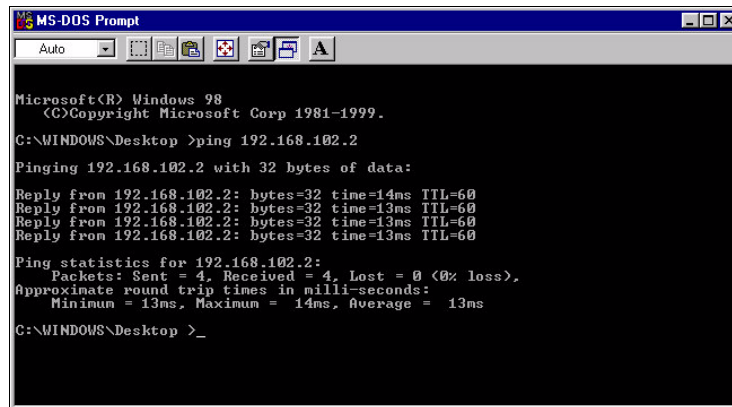 MS-DOS Prompt
Auto
A
Microsoft(R) Windows 98
(C)Copyright Microsoft Corp 1981-1999.
C:\WINDOWS\Desktop >ping 192.168.102.2
Pinging 192.168.102.2 with 32 bytes of data:
Reply from 192.168.102.2: bytes=32 time=14ms TTL=60
Reply from 192.168.102.2: bytes=32 time=13ms TTL=60
Reply from 192.168.102.2: bytes=32 time=13ms TTL=60
Reply from 192.168.102.2: bytes=32 time=13ms TTL=60
Ping statistics for 192.168.102.2:
Packets: Sent = 4, Received = 4, Lost = 0 (0% loss),
Approximate round trip times in milli-seconds:
Minimum = 13ms, Maximum =  14ms, Average =  13ms
C:\WINDOWS\Desktop >_